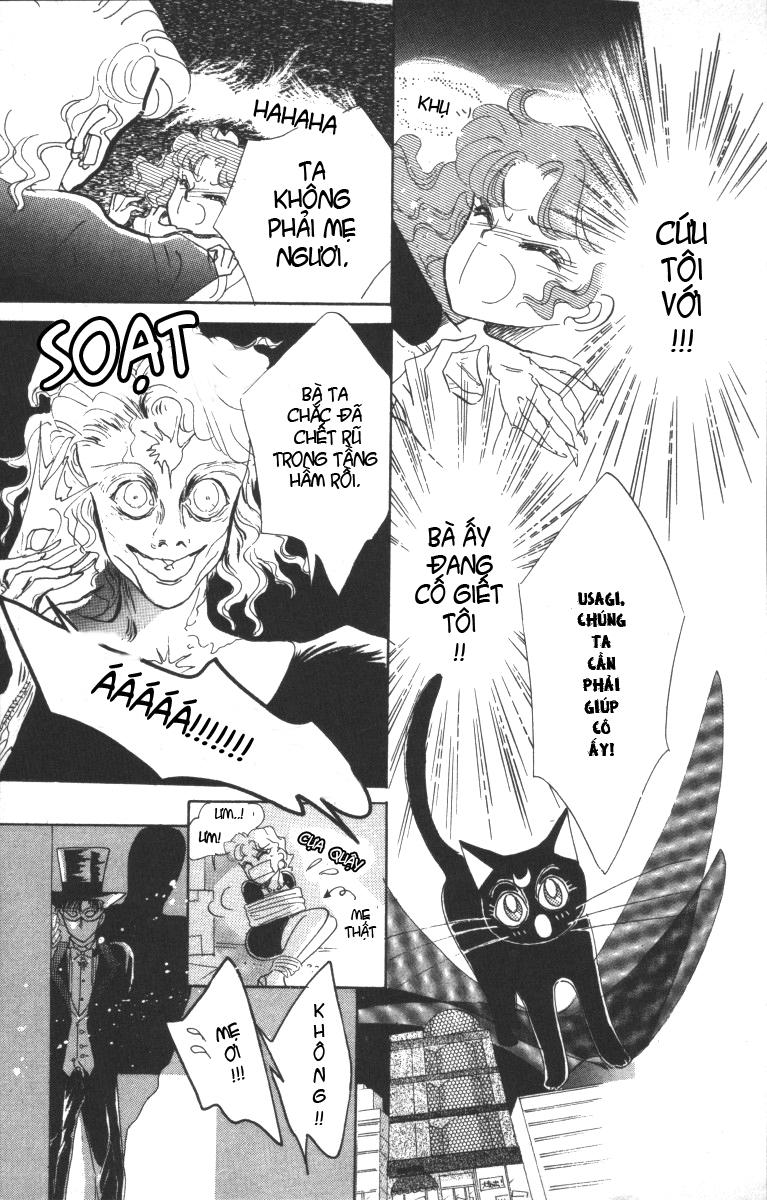 KHỤ
CỨU
TÔI
VỚI
!!!
BÀ ẤY
ĐANG
CỐ GIẾT
TÔI
!!
USAGI,
CHÚNG
TA
CẦN
PHẢI
GIÚP
CÔ
ẤY!
HAHAHA
TA
KHÔNG
PHẢI MẸ
NGƯƠI.
SOẠT
BÀ TA
CHẮC ĐÃ
CHẾT RŨ
TRONG TẦNG
HẦM RỒI.
ÁÁÁÁÁ!!!!!!!
ƯM..!
ƯM!
CỰA QUẬY
MẸ
THẬT
KHÔNG!!
MẸ
ƠI
!!!